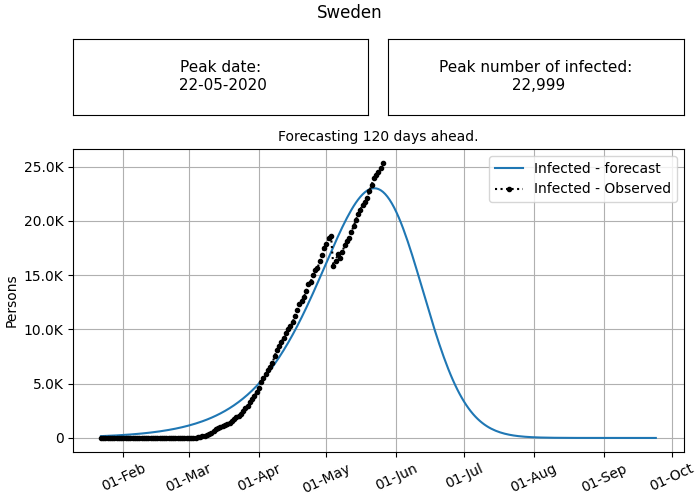 Sweden
Peak date:
22-05-2020
Peak number of infected:
22,999
Forecasting 120 days ahead.
Infected - forecast
Infected - Observed
Persons
25.0K
20.0K
15.0K
10.0K
5.0K
0
01-Feb
01-Mar
01-Apr
01-May
01-Jun
01-Jul
01-Aug
01-Sep
01-Oct